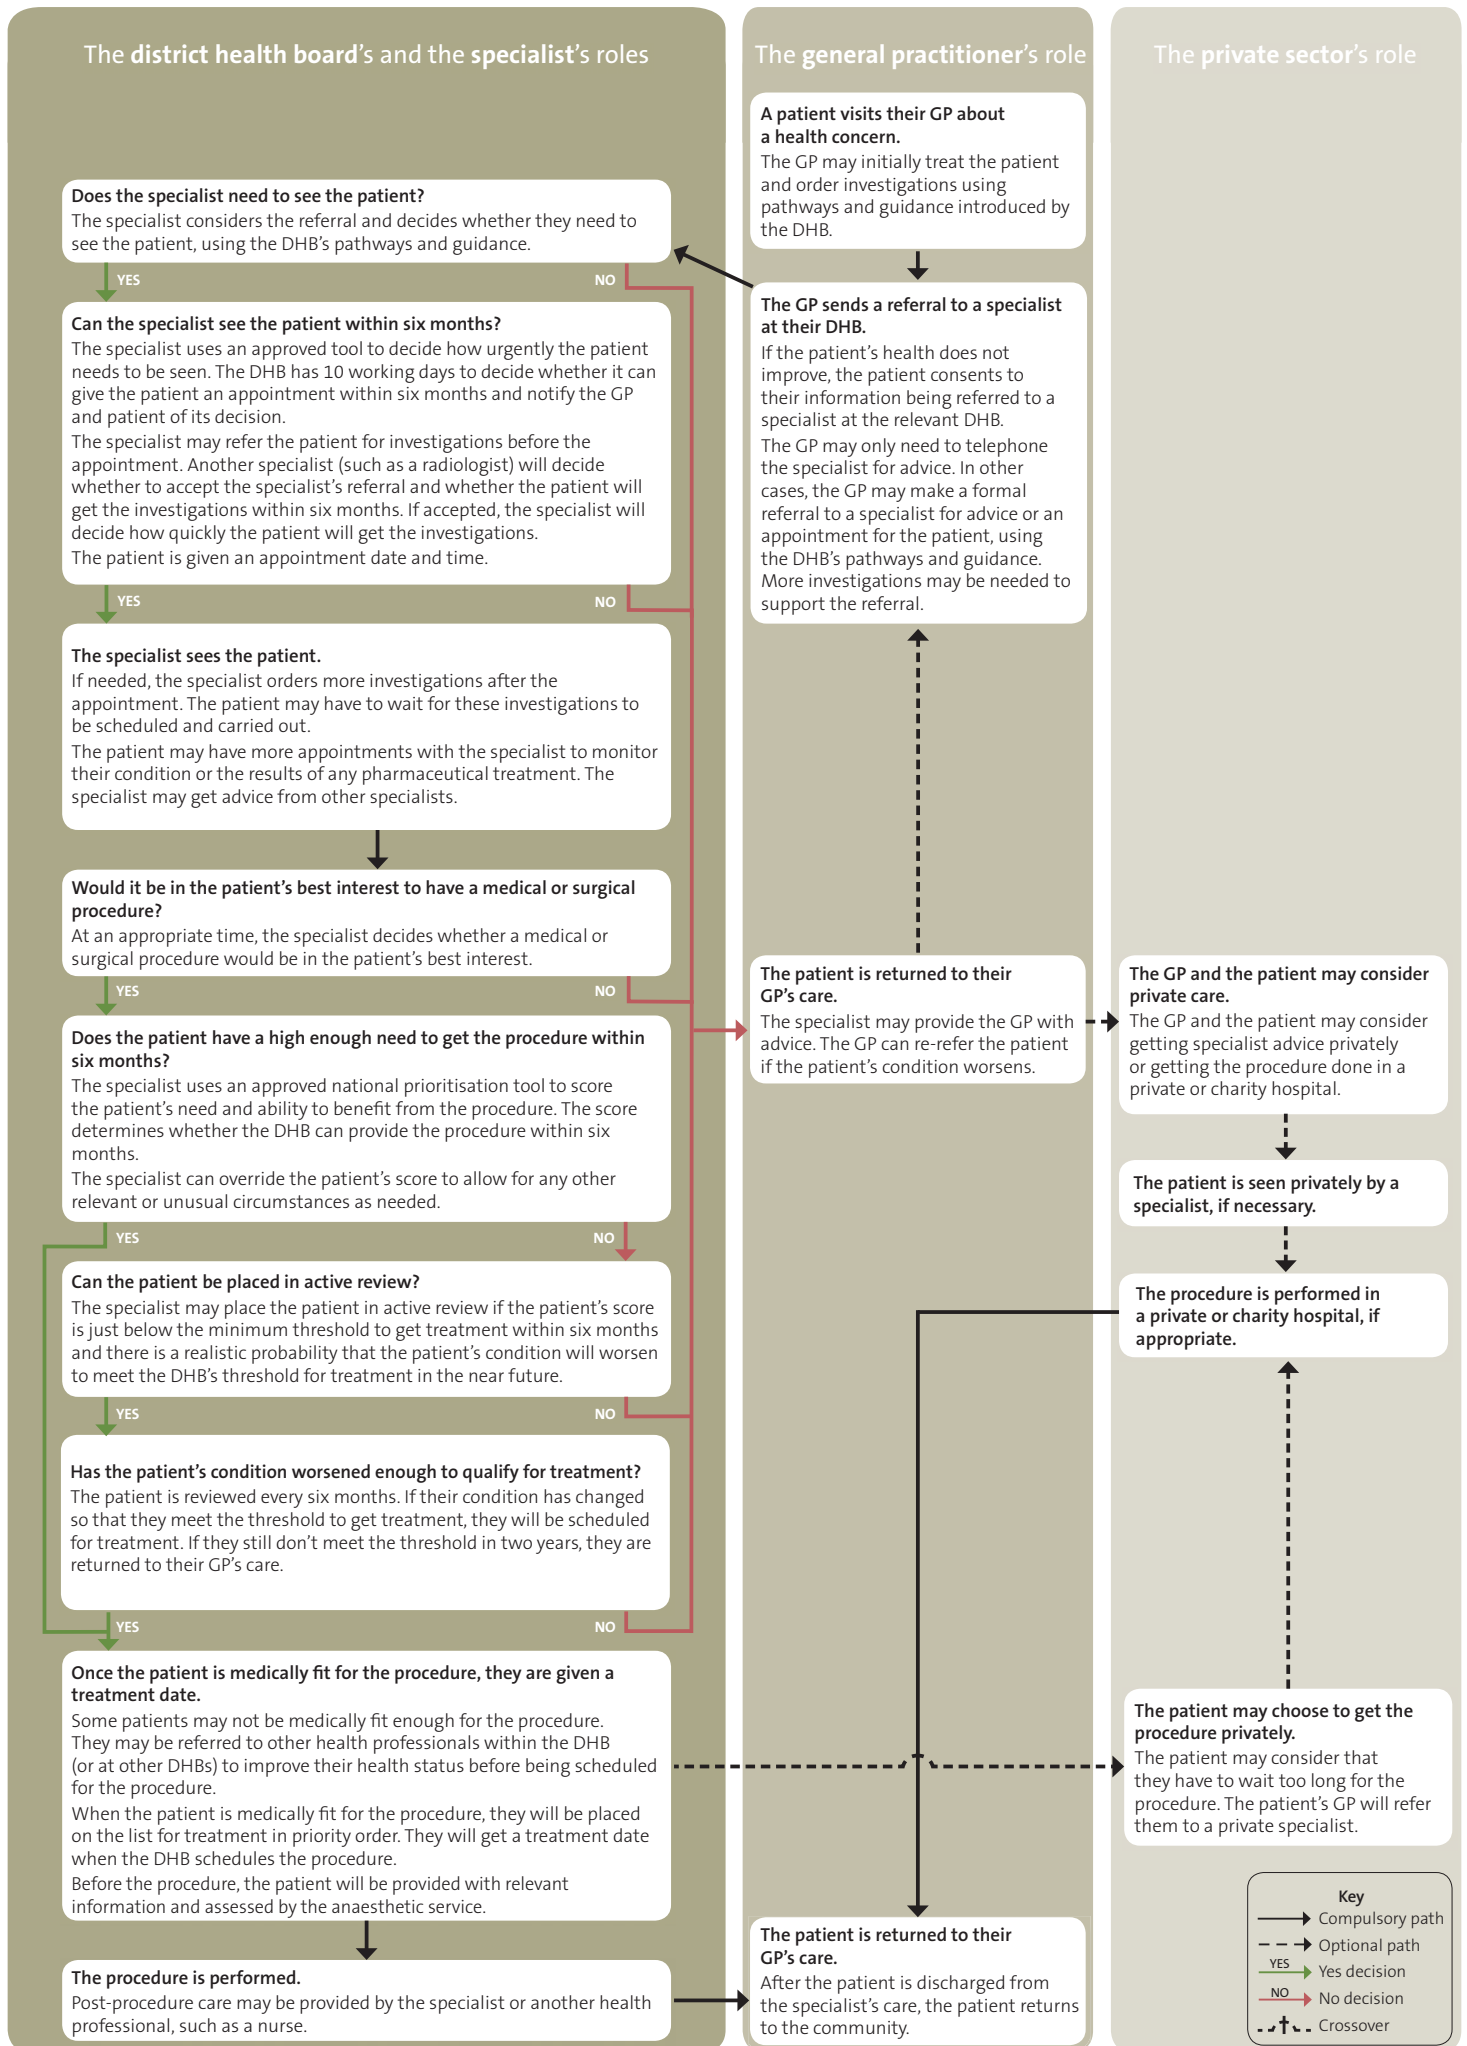 The district health board's and the specialist's roles
Does the specialist need to see the patient?
The specialist considers the referral and decides whether they need to
see the patient, using the DHB's pathways and guidance.
YES
NO
Can the specialist see the patient within six months?
The specialist uses an approved tool to decide how urgently the patient
needs to be seen. The DHB has 10 working days to decide whether it can
give the patient an appointment within six months and notify the GP
and patient of its decision.
The specialist may refer the patient for investigations before the
appointment. Another specialist (such as a radiologist) will decide
whether to accept the specialist's referral and whether the patient will
get the investigations within six months. If accepted, the specialist will
decide how quickly the patient will get the investigations.
The patient is given an appointment date and time.
YES
NO
The specialist sees the patient.
If needed, the specialist orders more investigations after the
appointment. The patient may have to wait for these investigations to
be scheduled and carried out.
The patient may have more appointments with the specialist to monitor
their condition or the results of any pharmaceutical treatment. The
specialist may get advice from other specialists.
Would it be in the patient's best interest to have a medical or surgical
procedure?
At an appropriate time, the specialist decides whether a medical or
surgical procedure would be in the patient's best interest.
YES
NO
Does the patient have a high enough need to get the procedure within
six months?
The specialist uses an approved national prioritisation tool to score
the patient's need and ability to benefit from the procedure. The score
determines whether the DHB can provide the procedure within six
months.
The specialist can override the patient's score to allow for any other
relevant or unusual circumstances as needed.
YES
NO
Can the patient be placed in active review?
The specialist may place the patient in active review if the patient's score
is just below the minimum threshold to get treatment within six months
and there is a realistic probability that the patient's condition will worsen
to meet the DHB's threshold for treatment in the near future.
YES
NO
Has the patient's condition worsened enough to qualify for treatment?
The patient is reviewed every six months. If their condition has changed
so that they meet the threshold to get treatment, they will be scheduled
for treatment. If they still don't meet the threshold in two years, they are
returned to their GP's care.
YES
NO
Once the patient is medically fit for the procedure, they are given a
treatment date.
Some patients may not be medically fit enough for the procedure.
They may be referred to other health professionals within the DHB
(or at other DHBs) to improve their health status before being scheduled
for the procedure.
When the patient is medically fit for the procedure, they will be placed
on the list for treatment in priority order. They will get a treatment date
when the DHB schedules the procedure.
Before the procedure, the patient will be provided with relevant
information and assessed by the anaesthetic service.
The procedure is performed.
Post-procedure care may be provided by the specialist or another health
professional, such as a nurse.
The general practitioner's role
A patient visits their GP about
a health concern.
The GP may initially treat the patient
and order investigations using
pathways and guidance introduced by
the DHB.
The GP sends a referral to a specialist
at their DHB.
If the patient's health does not
improve, the patient consents to
their information being referred to a
specialist at the relevant DHB.
The GP may only need to telephone
the specialist for advice. In other
cases, the GP may make a formal
referral to a specialist for advice or an
appointment for the patient, using
the DHB's pathways and guidance.
More investigations may be needed to
support the referral.
The patient is returned to their
GP's care.
The specialist may provide the GP with
advice. The GP can re-refer the patient
if the patient's condition worsens.
The patient is returned to their
GP's care.
After the patient is discharged from
the specialist's care, the patient returns
to the community.
The private sector's role
The GP and the patient may consider
private care.
The GP and the patient may consider
getting specialist advice privately
or getting the procedure done in a
private or charity hospital.
The patient is seen privately by a
specialist, if necessary.
The procedure is performed in
a private or charity hospital, if
appropriate.
The patient may choose to get the
procedure privately.
The patient may consider that
they have to wait too long for the
procedure. The patient's GP will refer
them to a private specialist.
Key
Compulsory path
Optional path
YES Yes decision
NO No decision
Crossover